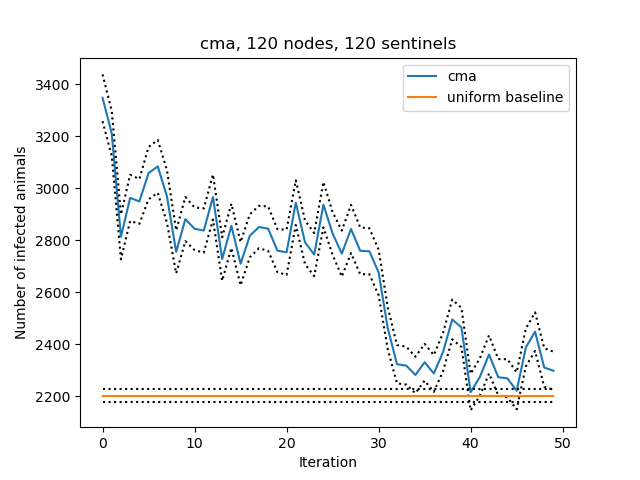 cma, 120 nodes, 120 sentinels
cma
uniform baseline
Number of infected animals
3400
3200
3000
2800
2600
2400
2200
0 10 20 30 40 50
Iteration